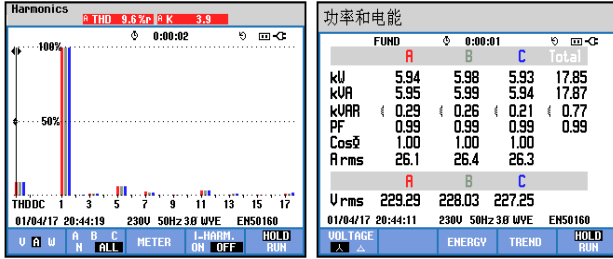 Harmonics
A THD 9.6%r A K 3.9
0:00:02
100%
50%
THDDC 1 3 5 7 9 11 13 15 17
01/04/17 20:44:19 230V 50Hz 3Ø WYE EN50160
V A W A B C N ALL METER I-HARM. ON OFF HOLD RUN
功率和电能
FUND 0:00:01
A B C Total
kW 5.94 5.98 5.93 17.85
kVA 5.95 5.99 5.94 17.87
kVAR 0.29 0.26 0.21 0.77
PF 0.99 0.99 0.99 0.99
CosΦ 1.00 1.00 1.00
A rms 26.1 26.4 26.3
A B C
V rms 229.29 228.03 227.25
01/04/17 20:44:11 230V 50Hz 3Ø WYE EN50160
VOLTAGE ENERGY TREND HOLD RUN